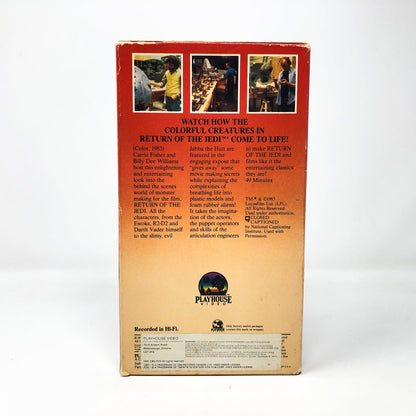 WATCH HOW THE
COLORFUL CREATURES IN
RETURN OF THE JEDI™ COME TO LIFE!
(Color, 1983)
Carrie Fisher and
Billy Dee Williams
host this enlightening
and entertaining
look into the
behind the scenes
world of monster
making for the film,
RETURN OF THE
JEDI. All the
characters, from the
Ewoks, R2-D2 and
Darth Vader himself
to the slimy, evil
Jabba the Hutt are
featured in the
engaging expose that
"gives away" some
movie making secrets
while explaining the
complexities of
breathing life into
plastic models and
foam rubber aliens!
It takes the imagina-
tion of the actors,
the puppet operators
and skills of the
articulation engineers
to make RETURN
OF THE JEDI and
films like it the
entertaining classics
they are!
49 Minutes
TM & ©1985
Lucasfilm Ltd. (LFL)
All Rights Reserved.
Used under authorization.
CLOSED
CAPTIONED
by National Captioning
Institute. Used with
Permission.
PLAYHOUSE
VIDEO
Recorded in Hi-Fi.
PLAYHOUSE VIDEO